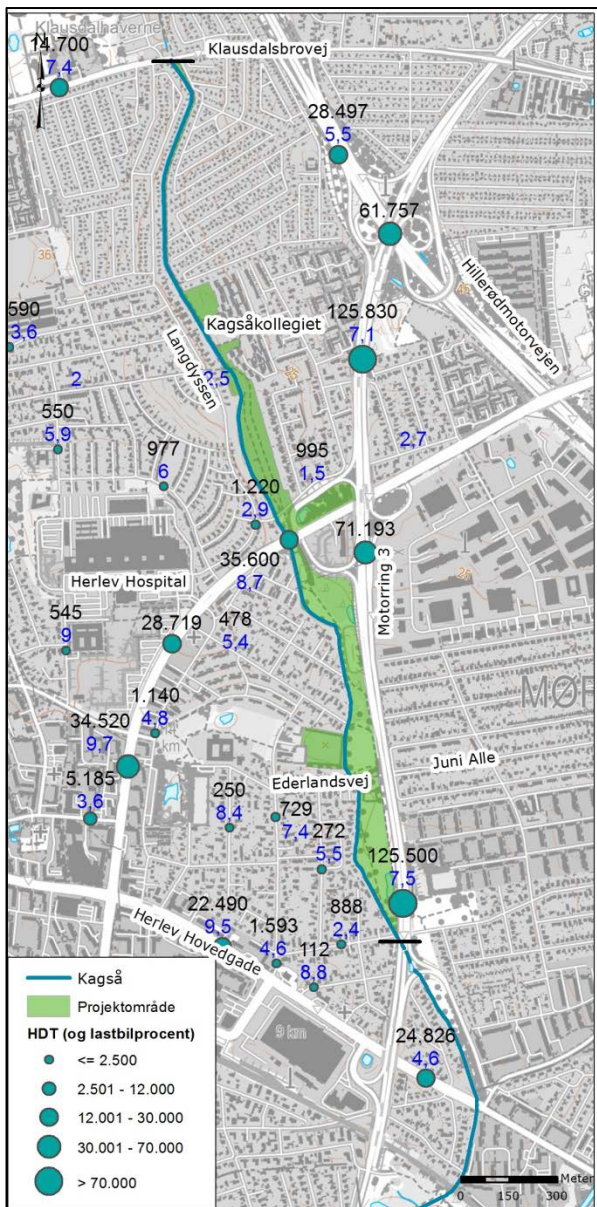 Klausdalhaverne
14.700
7,4
Klausdalsbrovej
28.497
5,5
61.757
36
Hillerødmotorvejen
590
3,6
Kagsåkollegiet
125.830
7,1
Langdyssen
2
2,5
550
5,9
977
6
995
1,5
2,7
1.220
2,9
35.600
8,7
71.193
Motorring 3
Herlev Hospital
545
9
28.719
478
5,4
1.140
4,8
km
34.520
9,7
5.185
3,6
MØR
Juni Alle
Ederlandsvej
250
8,4
729
7,4
272
5,5
125.500
7,5
22.490
9,5
1.593
4,6
888
2,4
112
8,8
Herlev Hovedgade
9 km
24.826
4,6
Kagså
Projektområde
HDT (og lastbilprocent)
<= 2.500
2.501 - 12.000
12.001 - 30.000
30.001 - 70.000
> 70.000
Meter
0 150 300